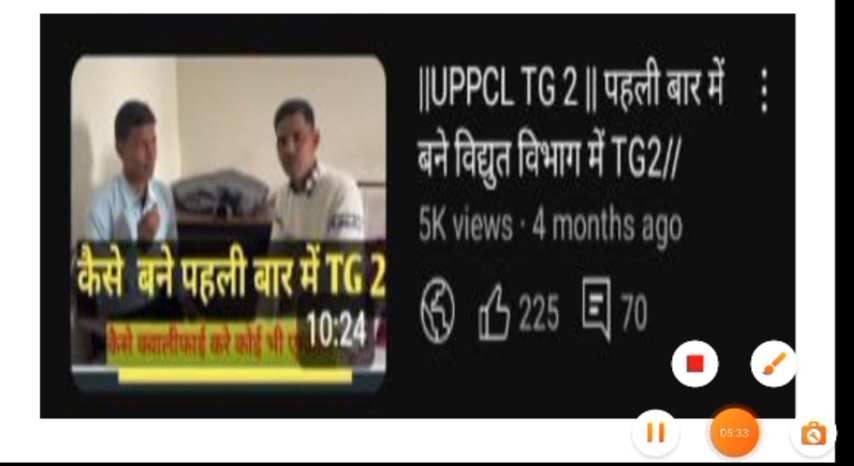 ||UPPCL TG 2 || पहली बार में
बने विद्युत विभाग में TG2//
5K views · 4 months ago
225 70
कैसे बने पहली बार में TG 2
कैसे क्वालीफाई करे कोई भी
10:24
05:33